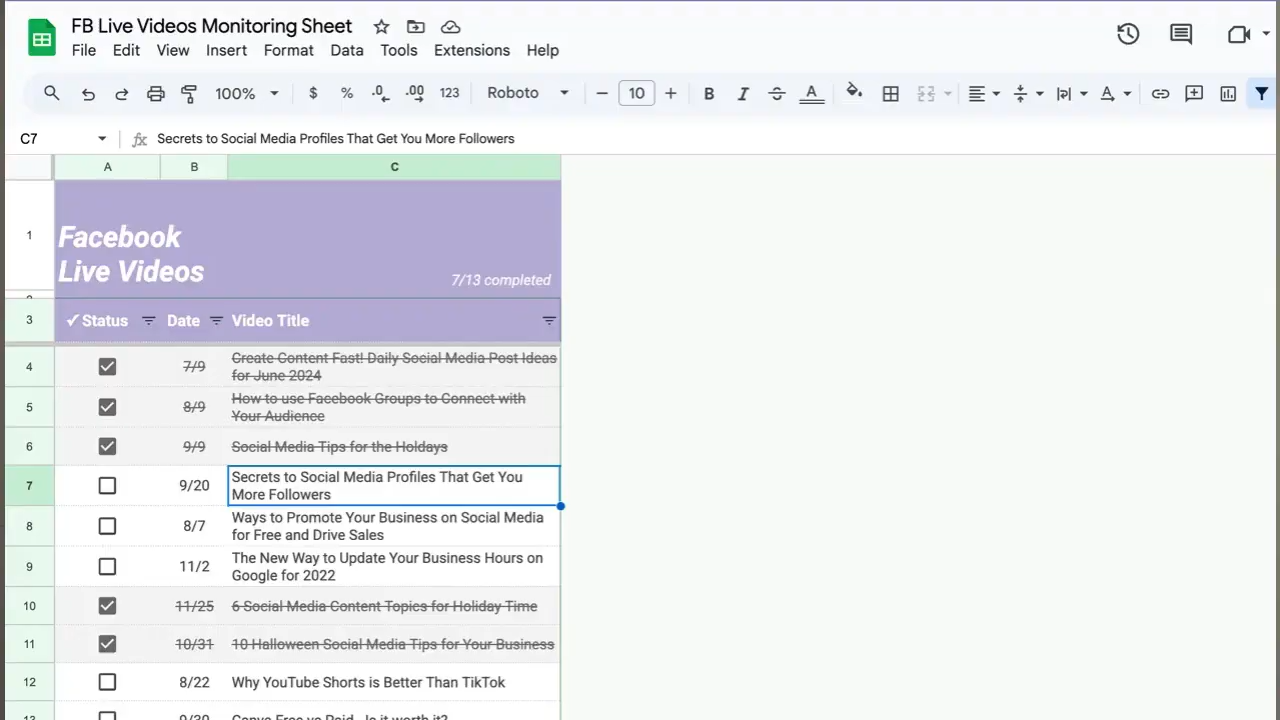 FB Live Videos Monitoring Sheet
File Edit View Insert Format Data Tools Extensions Help
100% $ % .0 .00 123 Roboto 10 B I S A A
C7 fx Secrets to Social Media Profiles That Get You More Followers
A B C
1
Facebook
Live Videos
7/13 completed
3 ✓Status Date Video Title
4 7/9 Create Content Fast! Daily Social Media Post Ideas
for June 2024
5 8/9 How to use Facebook Groups to Connect with
Your Audience
6 9/9 Social Media Tips for the Holdays
7 9/20 Secrets to Social Media Profiles That Get You
More Followers
8 8/7 Ways to Promote Your Business on Social Media
for Free and Drive Sales
9 11/2 The New Way to Update Your Business Hours on
Google for 2022
10 11/25 6 Social Media Content Topics for Holiday Time
11 10/31 10 Halloween Social Media Tips for Your Business
12 8/22 Why YouTube Shorts is Better Than TikTok